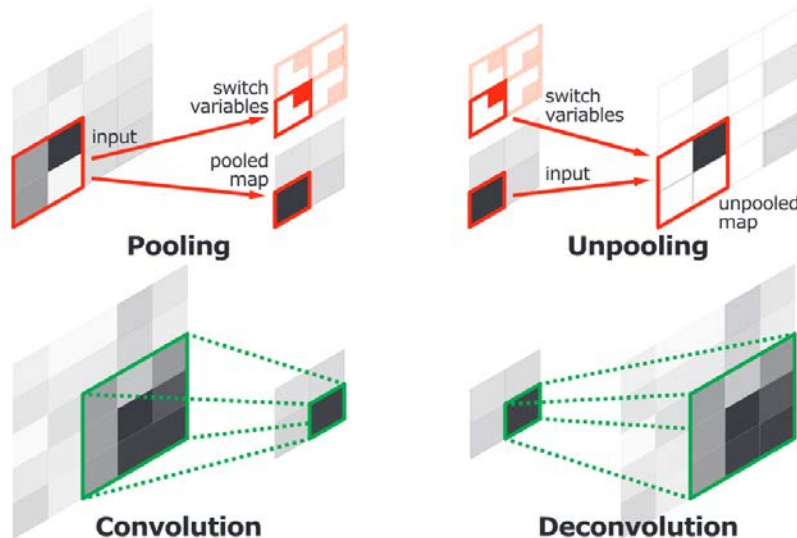 switch
variables
input
pooled
map
Pooling
switch
variables
input
unpooled
map
Unpooling
Convolution
Deconvolution